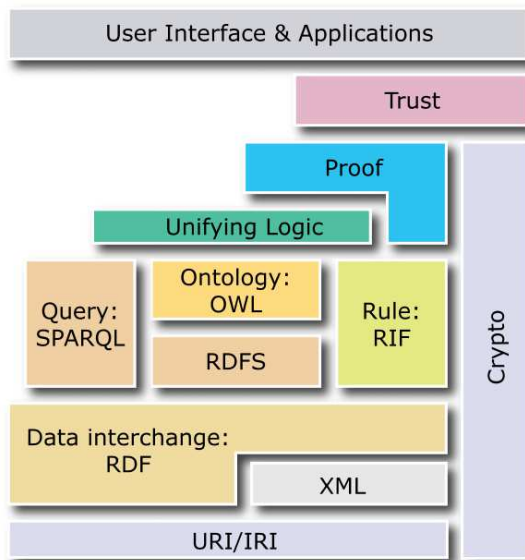 User Interface & Applications
Trust
Proof
Unifying Logic
Query:
SPARQL
Ontology:
OWL
RDFS
Rule:
RIF
Crypto
Data interchange:
RDF
XML
URI/IRI